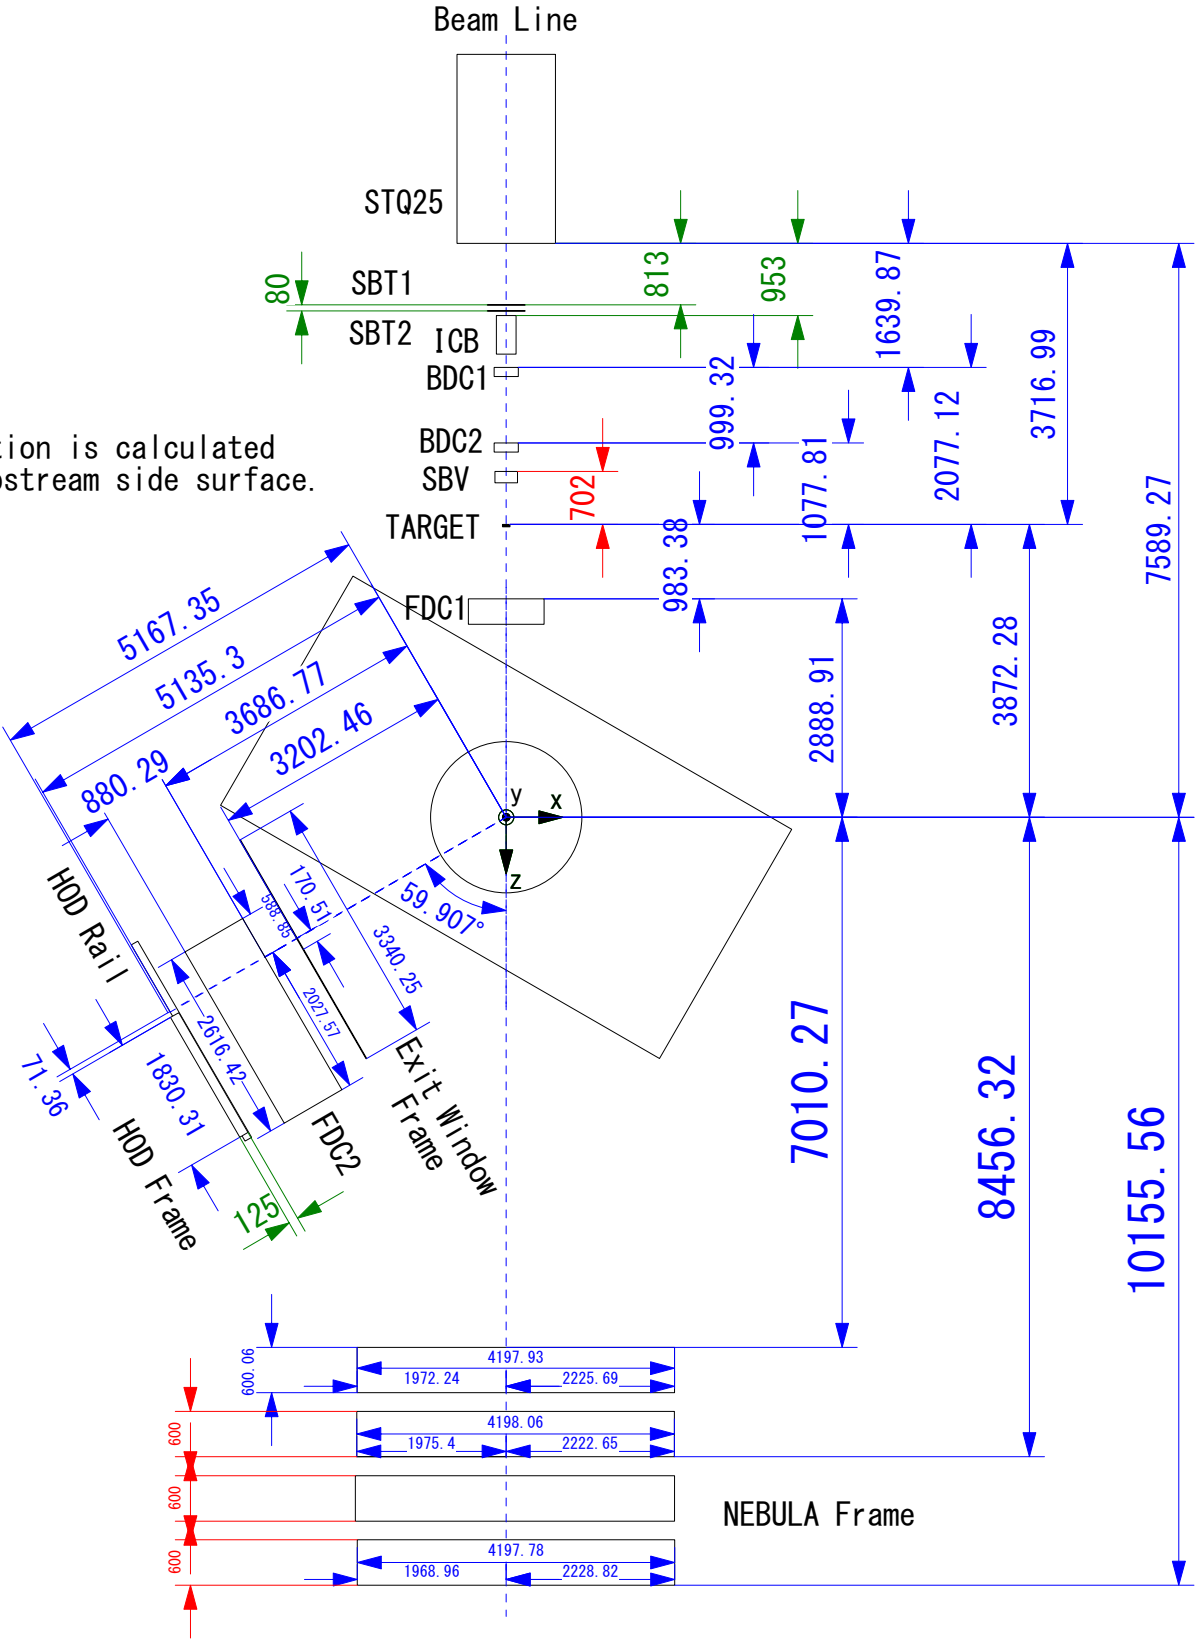 Beam Line
STQ25
813
953
1639.87
80
SBT1
SBT2
ICB
BDC1
999.32
2077.12
3716.99
7589.27
tion is calculated
ostream side surface.
BDC2
SBV
702
1077.81
TARGET
983.38
FDC1
5167.35
5135.3
3686.77
3202.46
880.29
2888.91
3872.28
y
x
z
59.907°
HOD Rail
588.85
170.51
3340.25
2027.57
2616.42
71.36
1830.31
HOD Frame
125
FDC2
Exit Window
Frame
7010.27
8456.32
10155.56
600.06
4197.93
1972.24
2225.69
600
4198.06
1975.4
2222.65
600
NEBULA Frame
600
4197.78
1968.96
2228.82